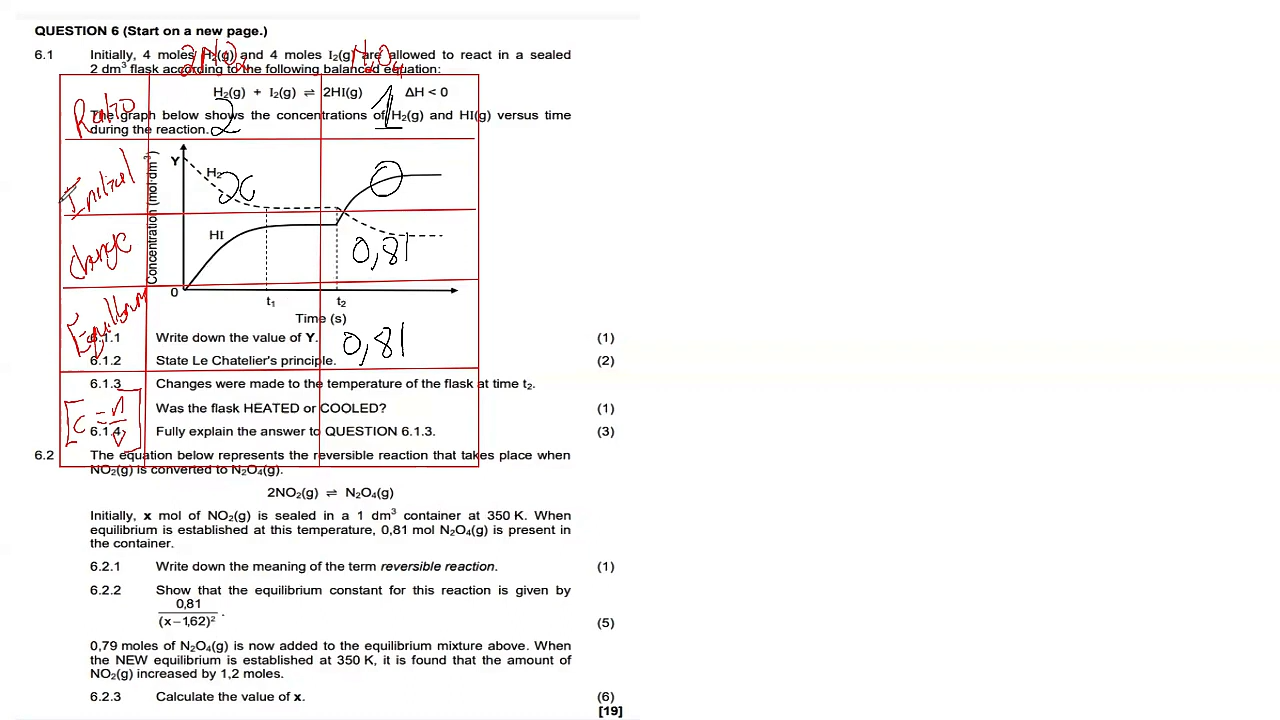 QUESTION 6 (Start on a new page.)
6.1 Initially, 4 moles H₂(g) and 4 moles I₂(g) are allowed to react in a sealed
2 dm³ flask according to the following balanced equation:
2NO₂ N₂O₄
H₂(g) + I₂(g) ⇌ 2HI(g) ΔH < 0
Ratio 2 1
The graph below shows the concentrations of H₂(g) and HI(g) versus time
during the reaction.
Y
H₂
Initial x 0
Concentration (mol·dm⁻³)
HI
Change 0,81
0
t₁ t₂
Time (s)
Equilibrium 0,81
6.1.1 Write down the value of Y. (1)
6.1.2 State Le Chatelier's principle. (2)
6.1.3 Changes were made to the temperature of the flask at time t₂.
Was the flask HEATED or COOLED? (1)
[c = n/V]
6.1.4 Fully explain the answer to QUESTION 6.1.3. (3)
6.2 The equation below represents the reversible reaction that takes place when
NO₂(g) is converted to N₂O₄(g).
2NO₂(g) ⇌ N₂O₄(g)
Initially, x mol of NO₂(g) is sealed in a 1 dm³ container at 350 K. When
equilibrium is established at this temperature, 0,81 mol N₂O₄(g) is present in
the container.
6.2.1 Write down the meaning of the term reversible reaction. (1)
6.2.2 Show that the equilibrium constant for this reaction is given by
0,81
(x−1,62)² .
(5)
0,79 moles of N₂O₄(g) is now added to the equilibrium mixture above. When
the NEW equilibrium is established at 350 K, it is found that the amount of
NO₂(g) increased by 1,2 moles.
6.2.3 Calculate the value of x. (6)
[19]